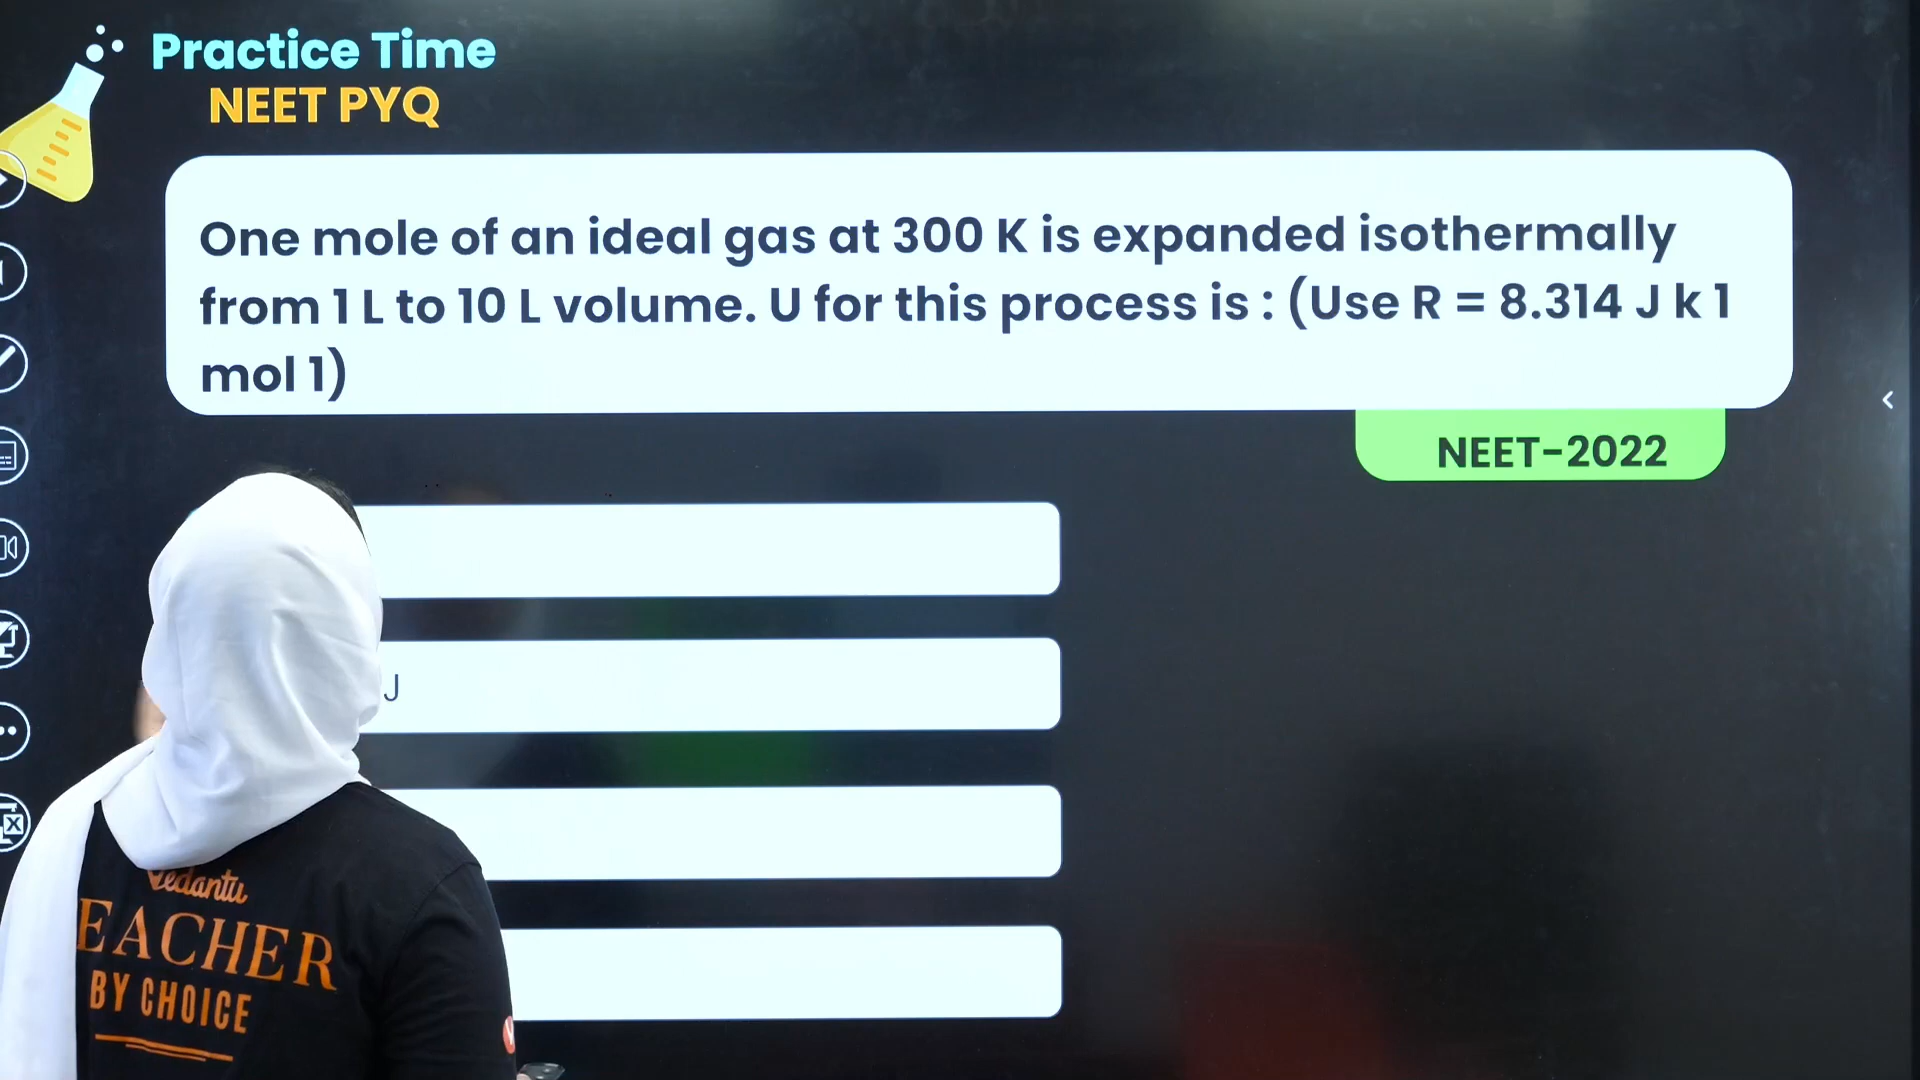 Practice Time
NEET PYQ
One mole of an ideal gas at 300 K is expanded isothermally
from 1 L to 10 L volume. U for this process is : (Use R = 8.314 J k 1
mol 1)
NEET-2022
J
Vedantu
EACHER
BY CHOICE